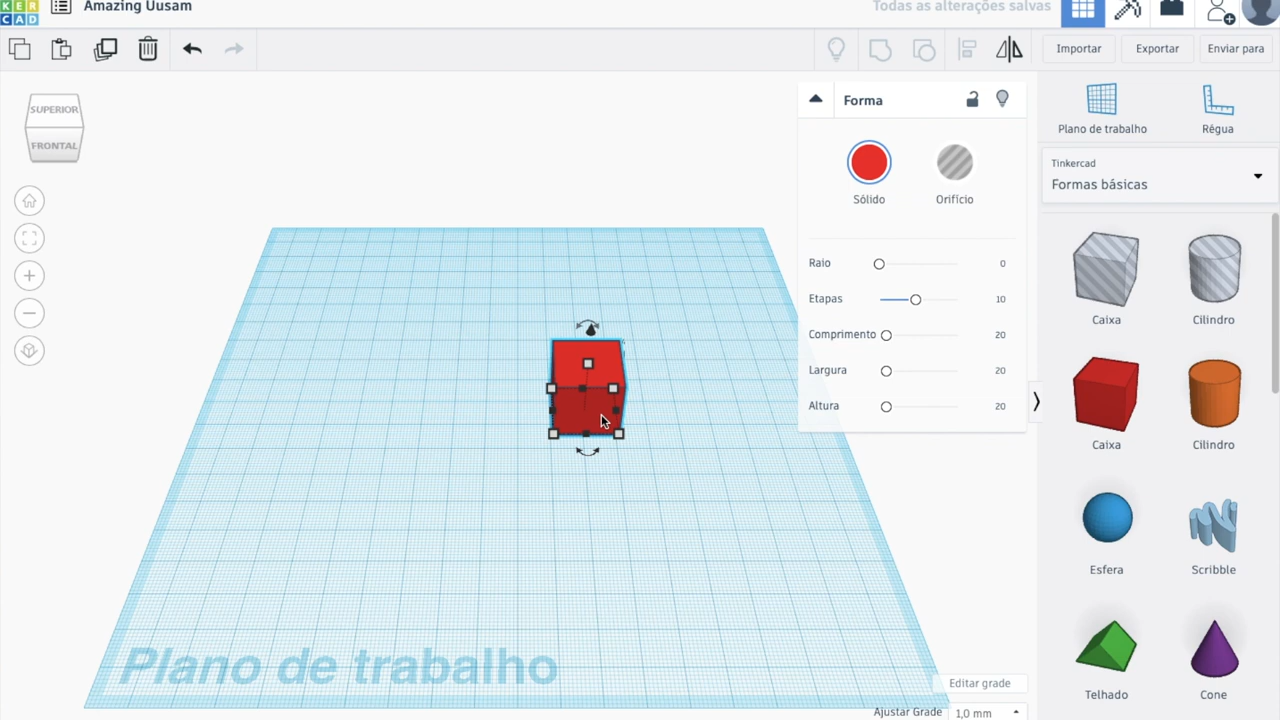 KER
CAD
Amazing Uusam
Todas as alterações salvas
Importar
Exportar
Enviar para
SUPERIOR
FRONTAL
Forma
Sólido
Orifício
Raio 0
Etapas 10
Comprimento 20
Largura 20
Altura 20
Plano de trabalho
Régua
Tinkercad
Formas básicas
Caixa
Cilindro
Caixa
Cilindro
Esfera
Scribble
Telhado
Cone
Plano de trabalho
Editar grade
Ajustar Grade 1,0 mm